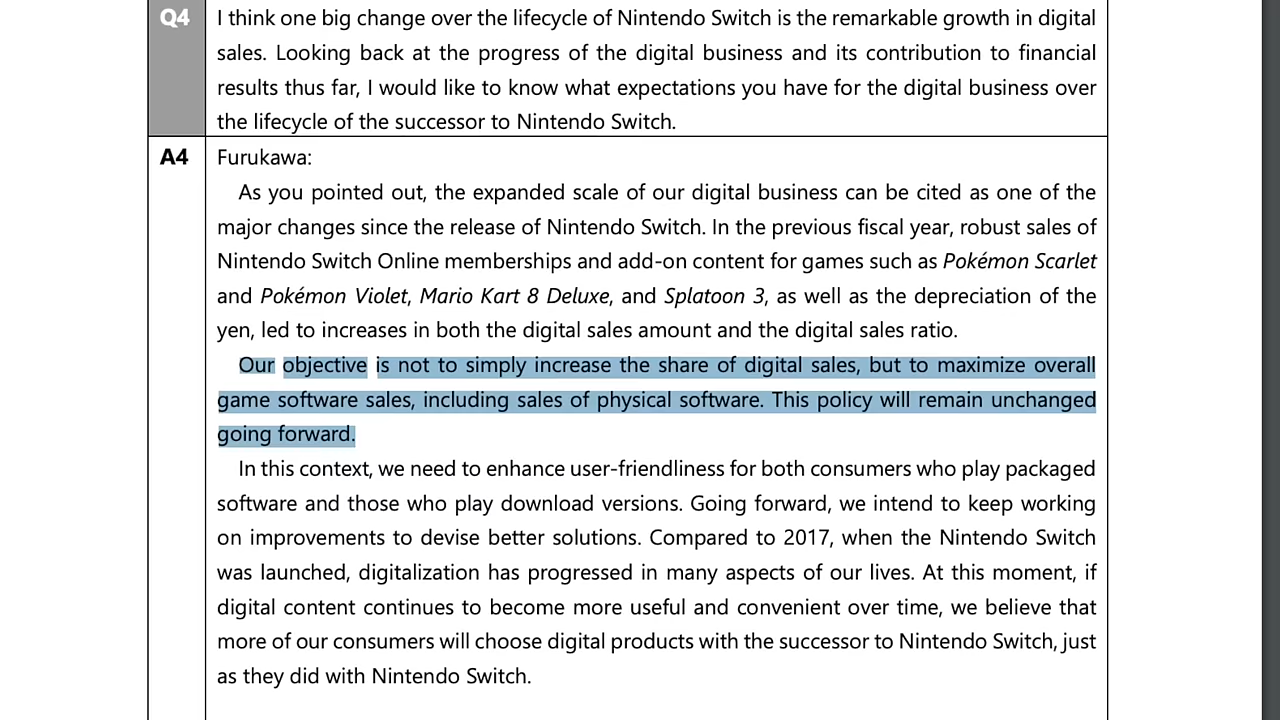 Q4
I think one big change over the lifecycle of Nintendo Switch is the remarkable growth in digital
sales. Looking back at the progress of the digital business and its contribution to financial
results thus far, I would like to know what expectations you have for the digital business over
the lifecycle of the successor to Nintendo Switch.
A4
Furukawa:
As you pointed out, the expanded scale of our digital business can be cited as one of the
major changes since the release of Nintendo Switch. In the previous fiscal year, robust sales of
Nintendo Switch Online memberships and add-on content for games such as Pokémon Scarlet
and Pokémon Violet, Mario Kart 8 Deluxe, and Splatoon 3, as well as the depreciation of the
yen, led to increases in both the digital sales amount and the digital sales ratio.
Our objective is not to simply increase the share of digital sales, but to maximize overall
game software sales, including sales of physical software. This policy will remain unchanged
going forward.
In this context, we need to enhance user-friendliness for both consumers who play packaged
software and those who play download versions. Going forward, we intend to keep working
on improvements to devise better solutions. Compared to 2017, when the Nintendo Switch
was launched, digitalization has progressed in many aspects of our lives. At this moment, if
digital content continues to become more useful and convenient over time, we believe that
more of our consumers will choose digital products with the successor to Nintendo Switch, just
as they did with Nintendo Switch.